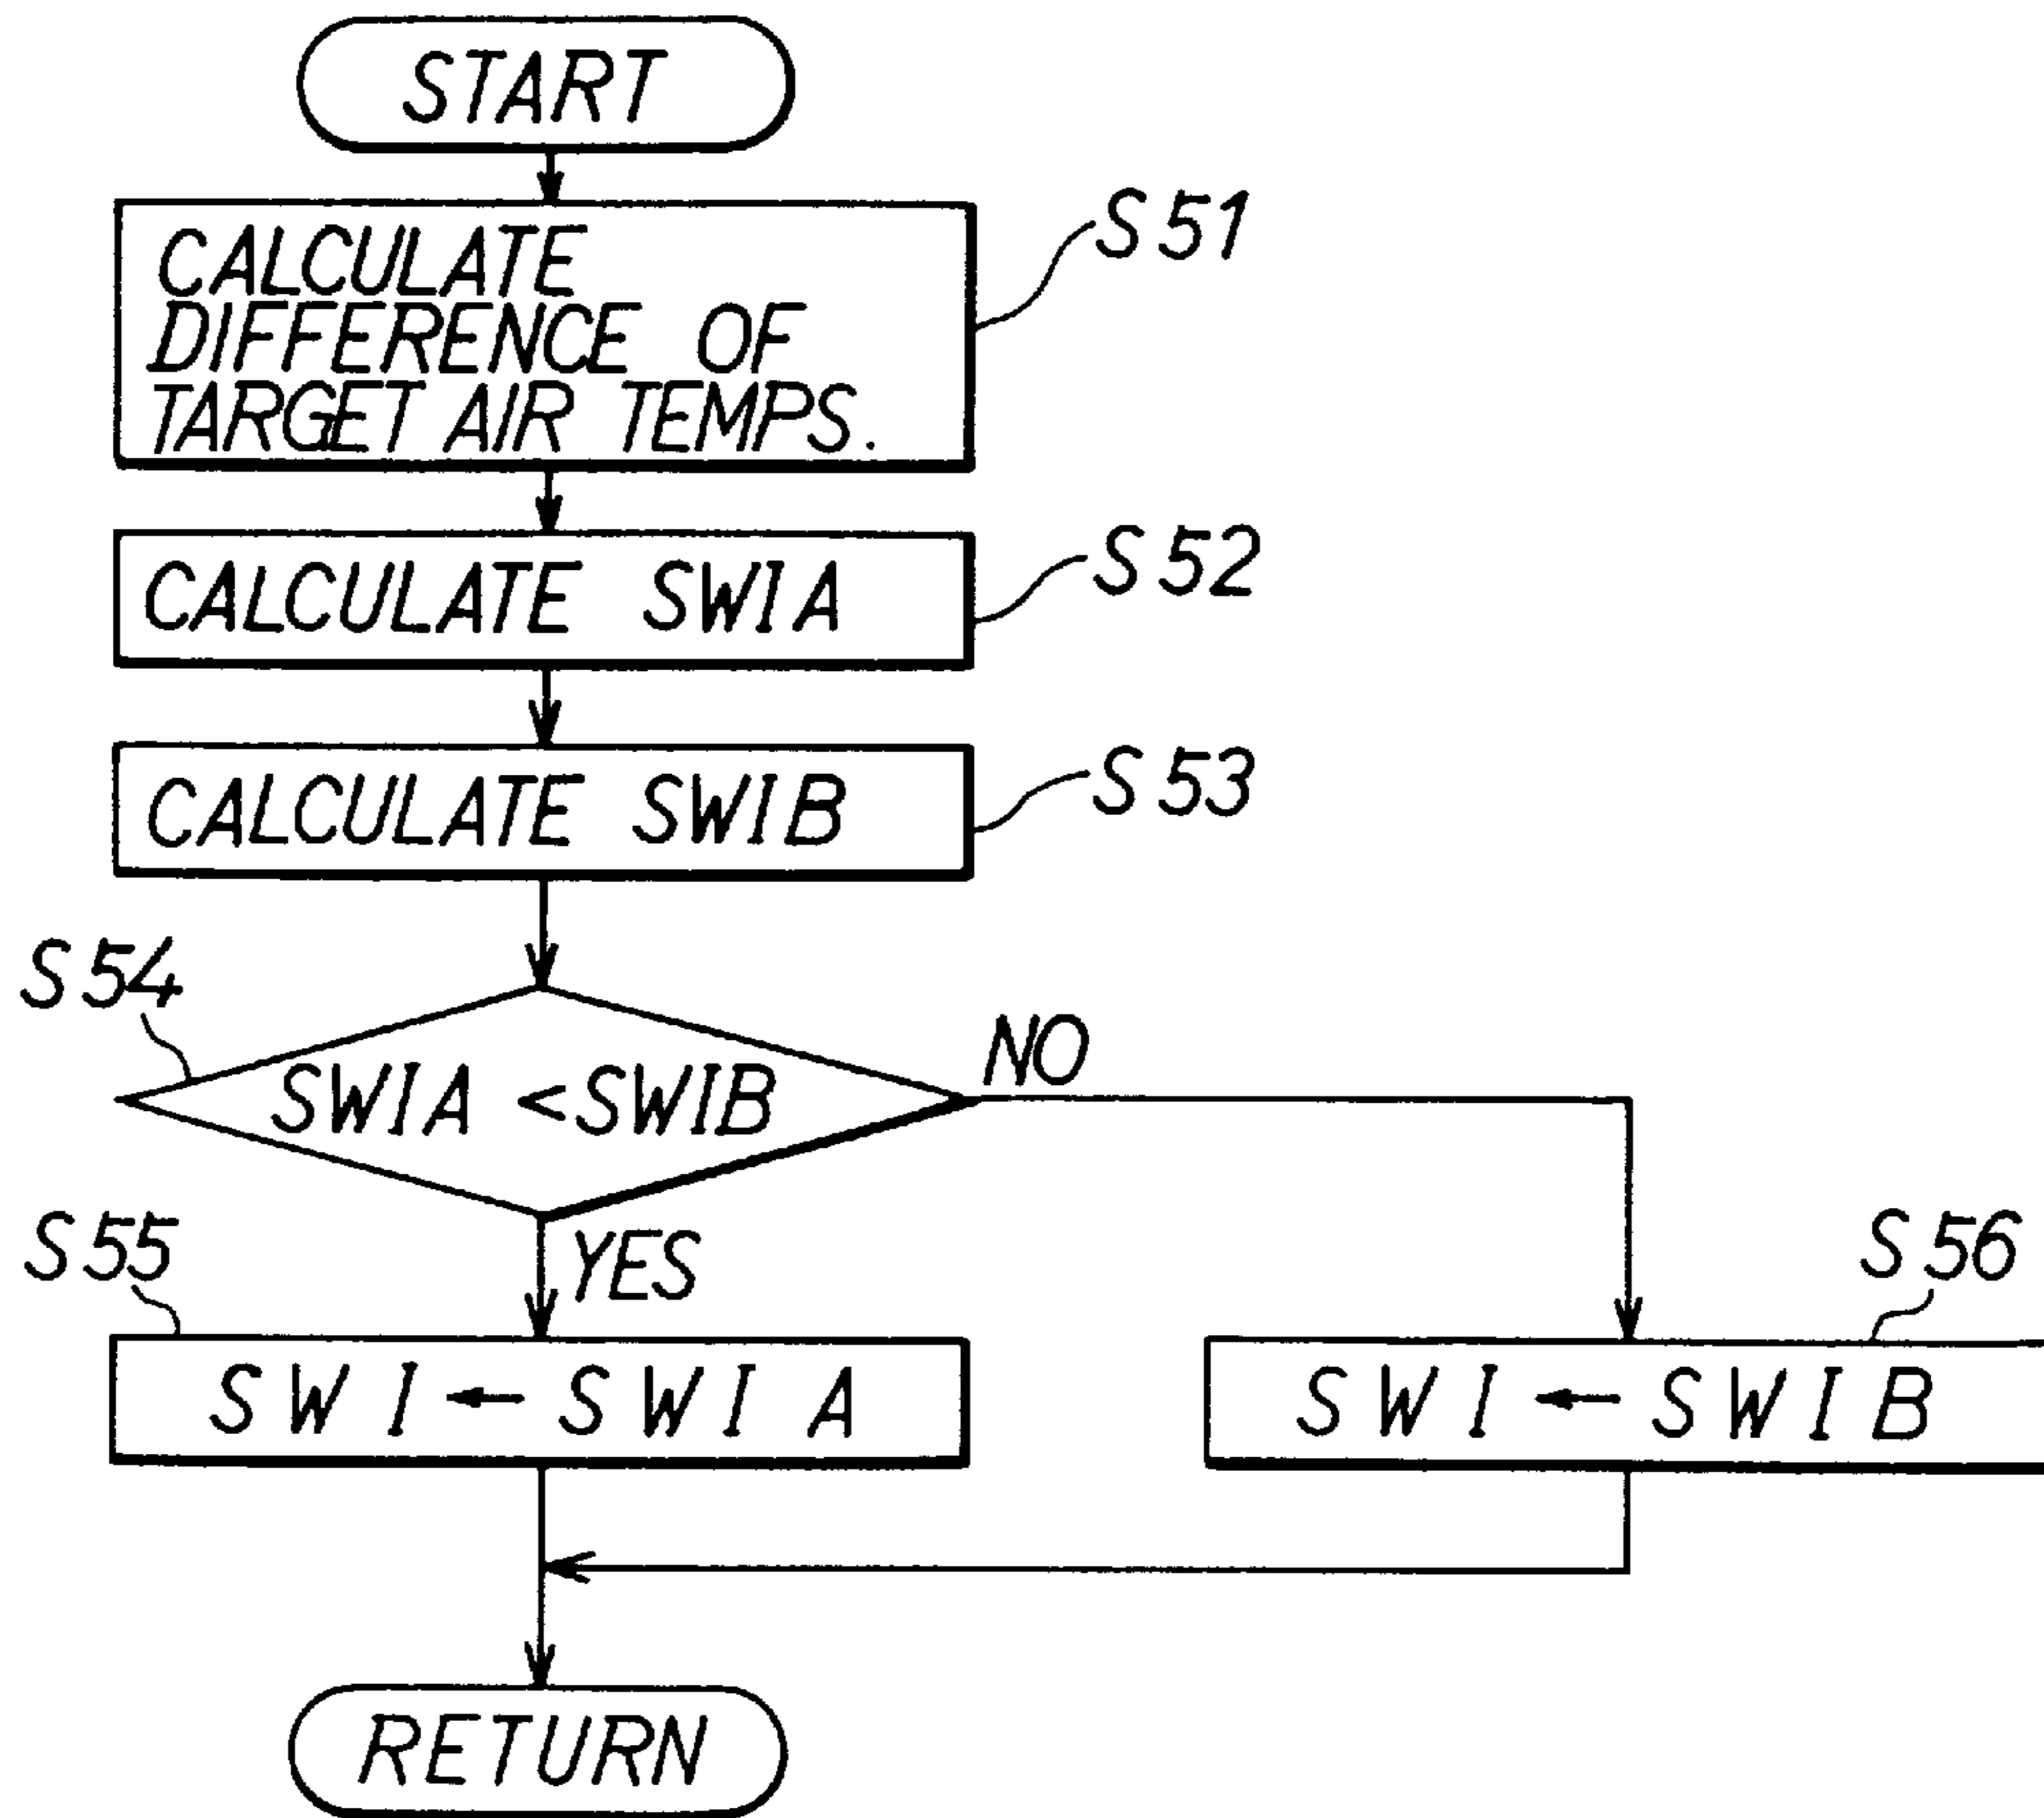 START
CALCULATE
DIFFERENCE OF
TARGET AIR TEMPS.
S51
CALCULATE SWIA
S52
CALCULATE SWIB
S53
S54
SWIA <SWIB
NO
YES
S55
SWI ← SWIA
S56
SWI ← SWIB
RETURN